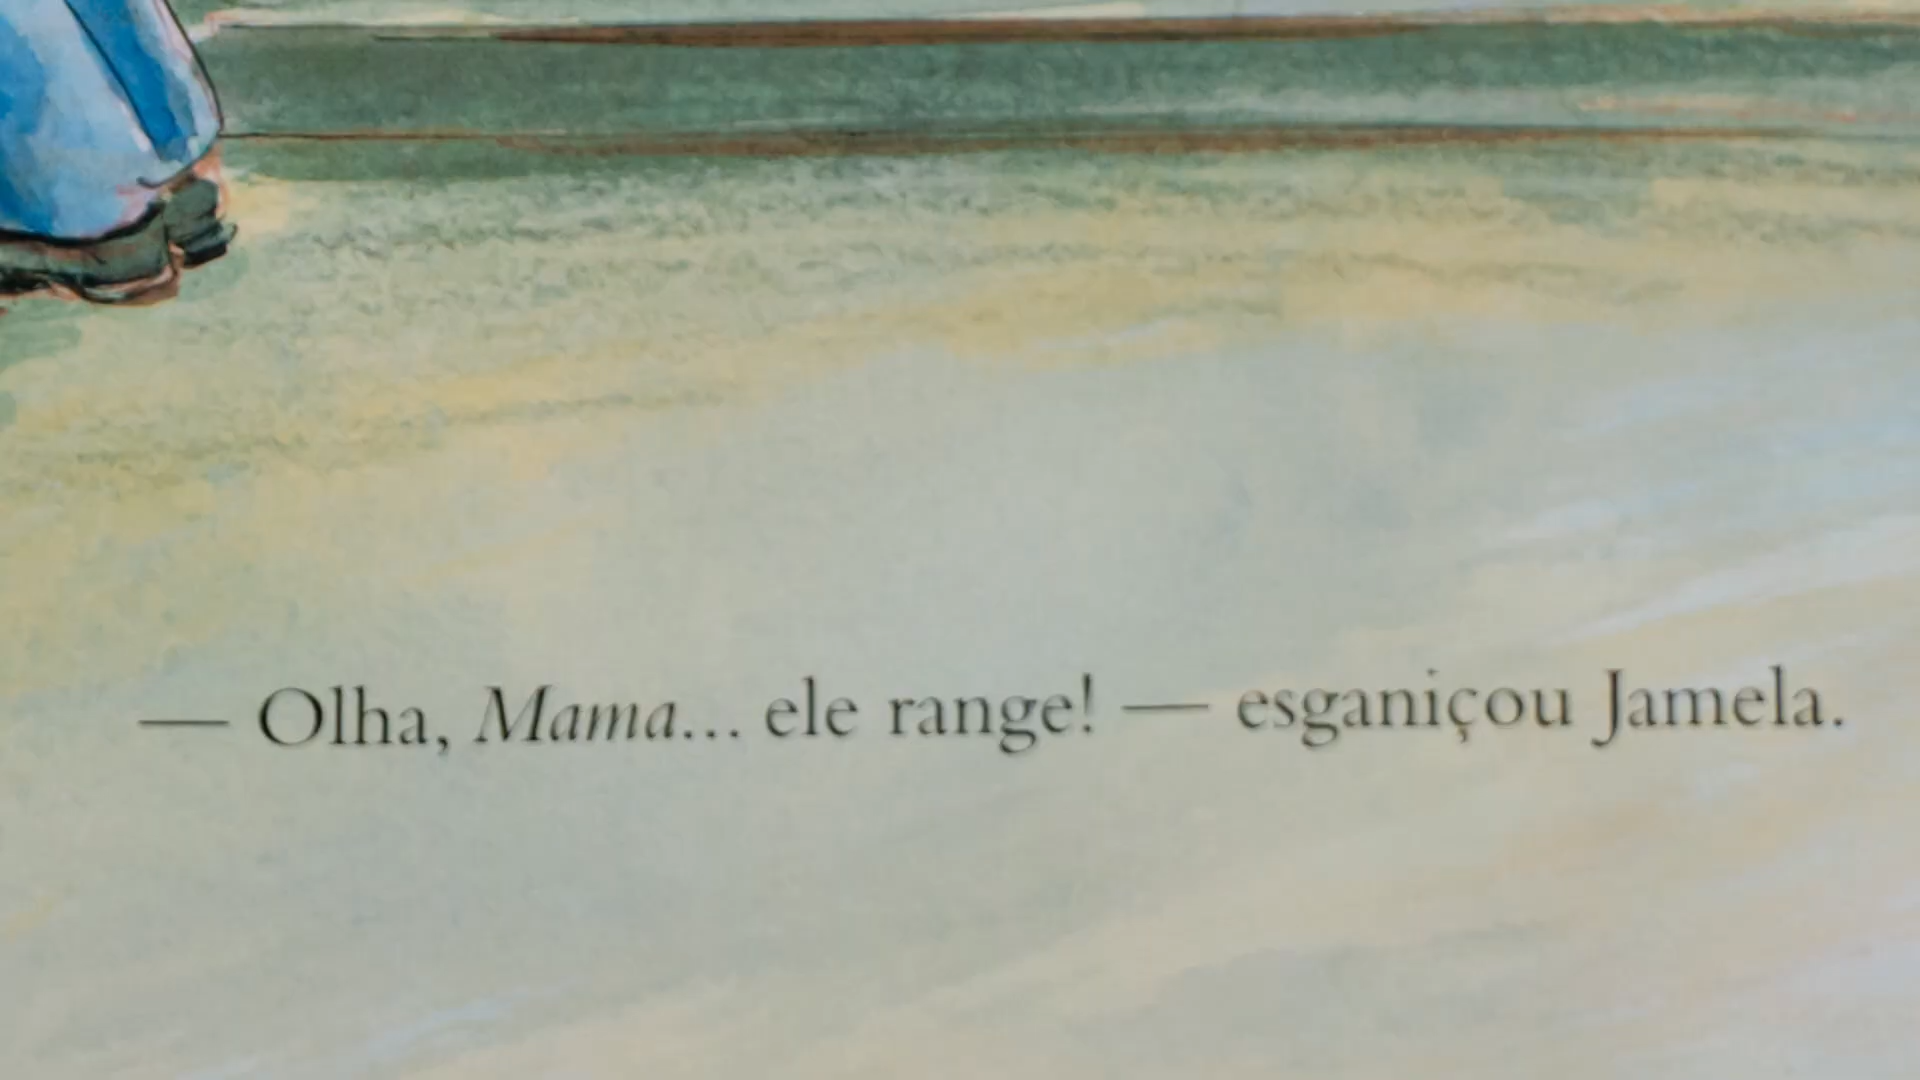 — Olha, Mama... ele range! — esganiçou Jamela.